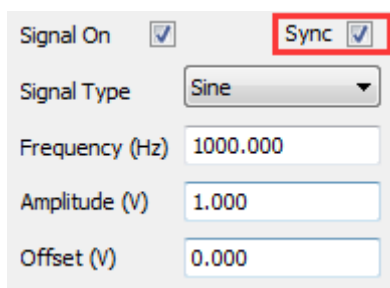 Signal On Sync
Signal Type Sine
Frequency (Hz) 1000.000
Amplitude (V) 1.000
Offset (V) 0.000